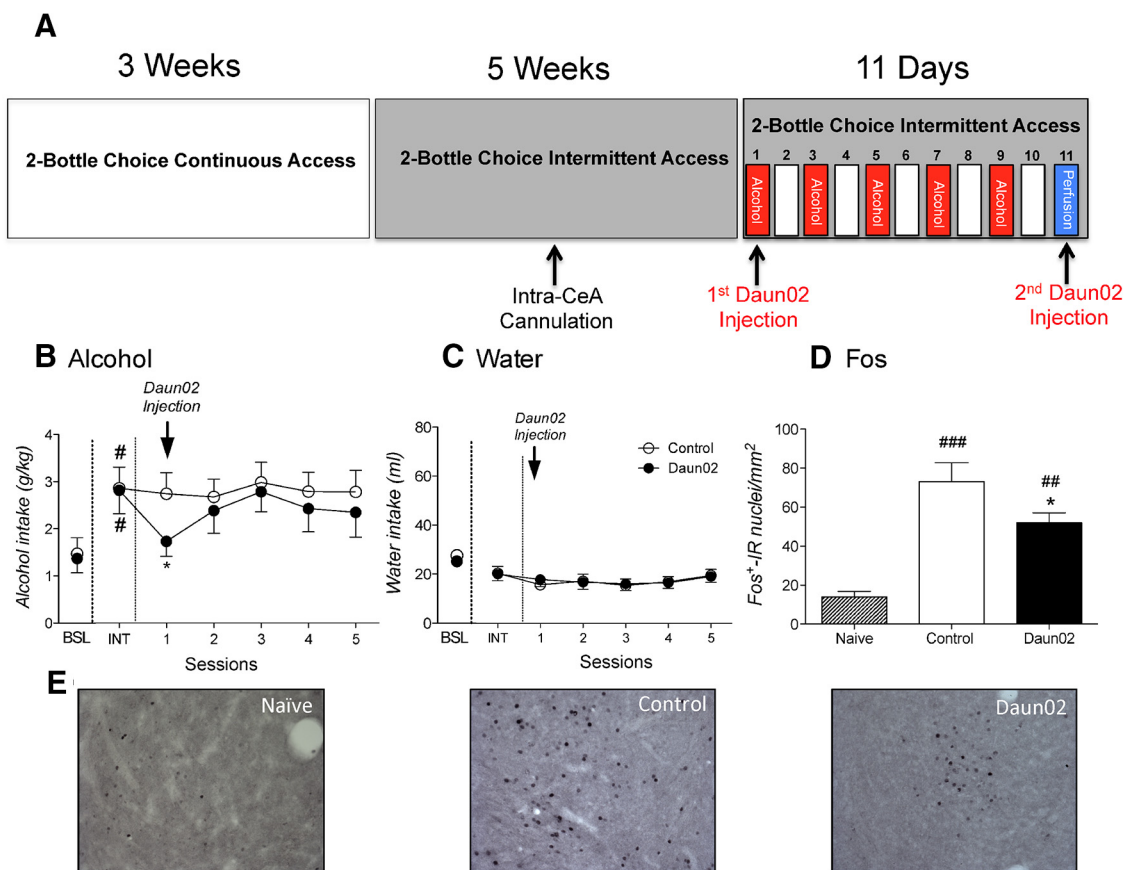 A
3 Weeks
5 Weeks
11 Days
2-Bottle Choice Continuous Access
2-Bottle Choice Intermittent Access
2-Bottle Choice Intermittent Access
1 2 3 4 5 6 7 8 9 10 11
Alcohol
Alcohol
Alcohol
Alcohol
Alcohol
Perfusion
Intra-CeA
Cannulation
1st Daun02
Injection
2nd Daun02
Injection
B Alcohol
Daun02
Injection
Alcohol intake (g/kg)
4
3
2
1
0
#
#
*
BSL INT 1 2 3 4 5
Sessions
C Water
Daun02
Injection
Control
Daun02
Water intake (ml)
80
60
40
20
0
BSL INT 1 2 3 4 5
Sessions
D Fos
Fos+-IR nuclei/mm2
100
80
60
40
20
0
###
##
*
Naive Control Daun02
E
Naïve
Control
Daun02